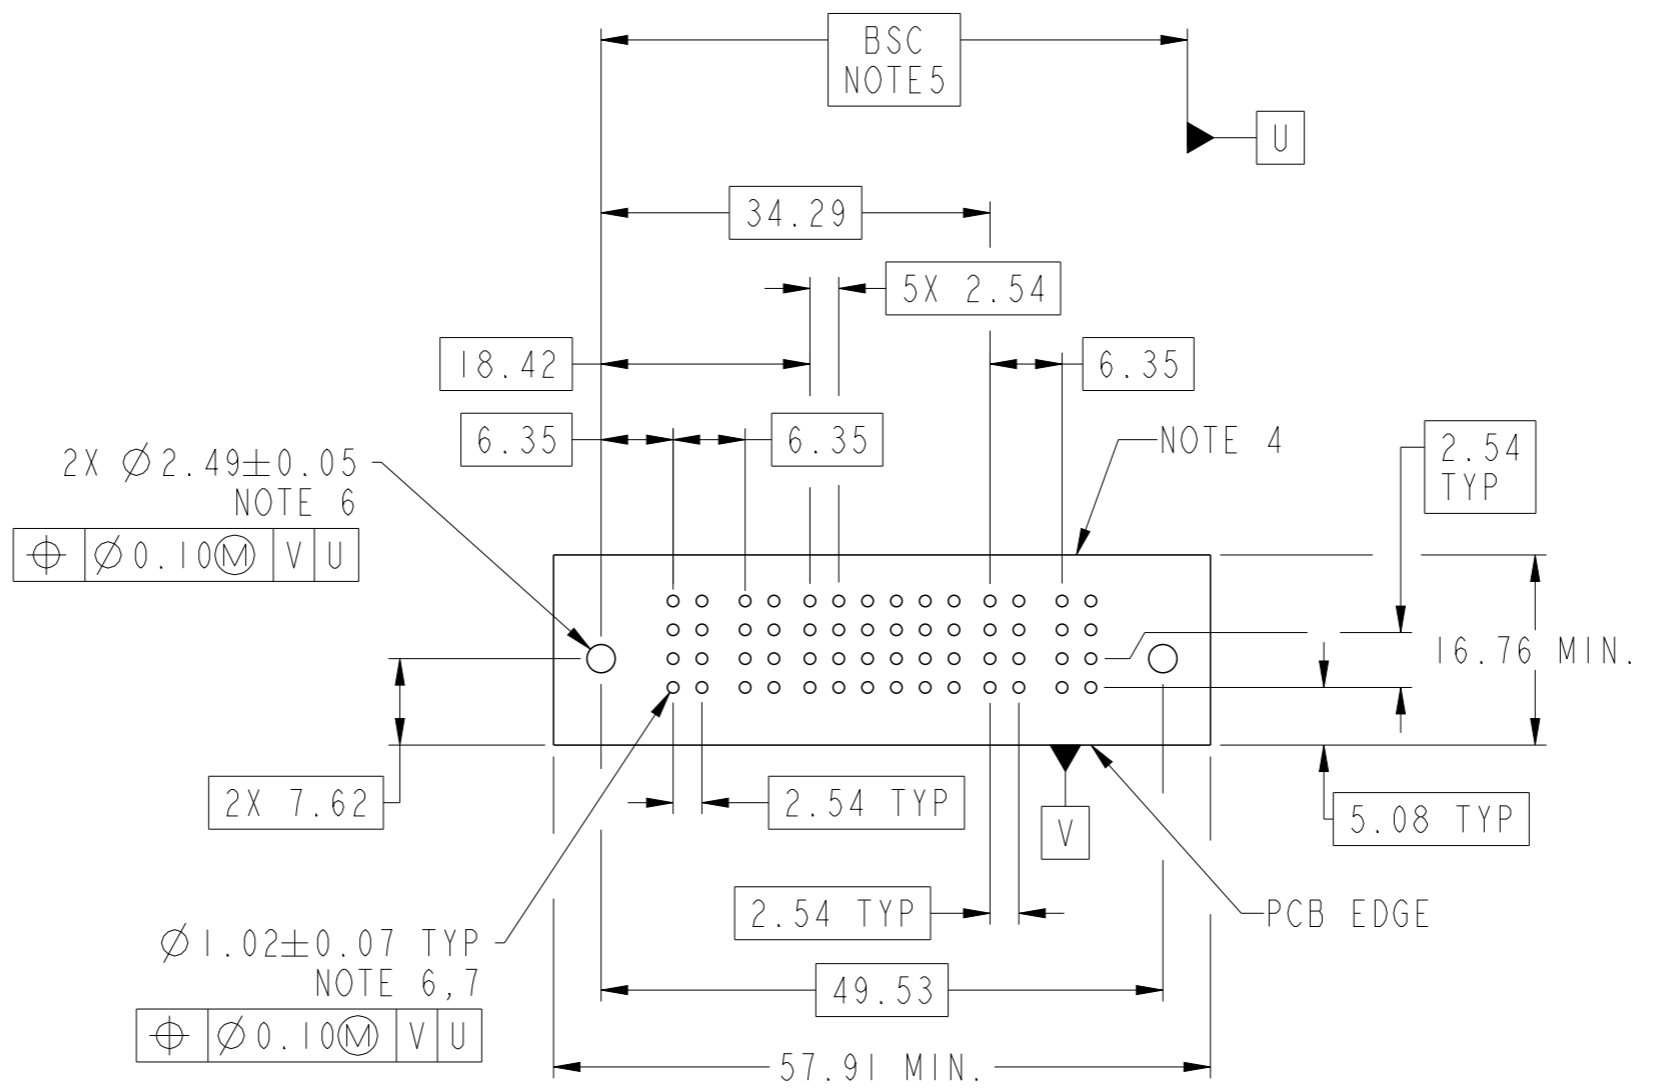 BSC
NOTE5
U
34.29
5X 2.54
18.42
6.35
6.35
6.35
NOTE 4
2.54
TYP
2X Ø2.49±0.05
NOTE 6
⌖ Ø0.10Ⓜ V U
16.76 MIN.
2X 7.62
2.54 TYP
V
5.08 TYP
2.54 TYP
PCB EDGE
Ø1.02±0.07 TYP
NOTE 6,7
⌖ Ø0.10Ⓜ V U
49.53
57.91 MIN.